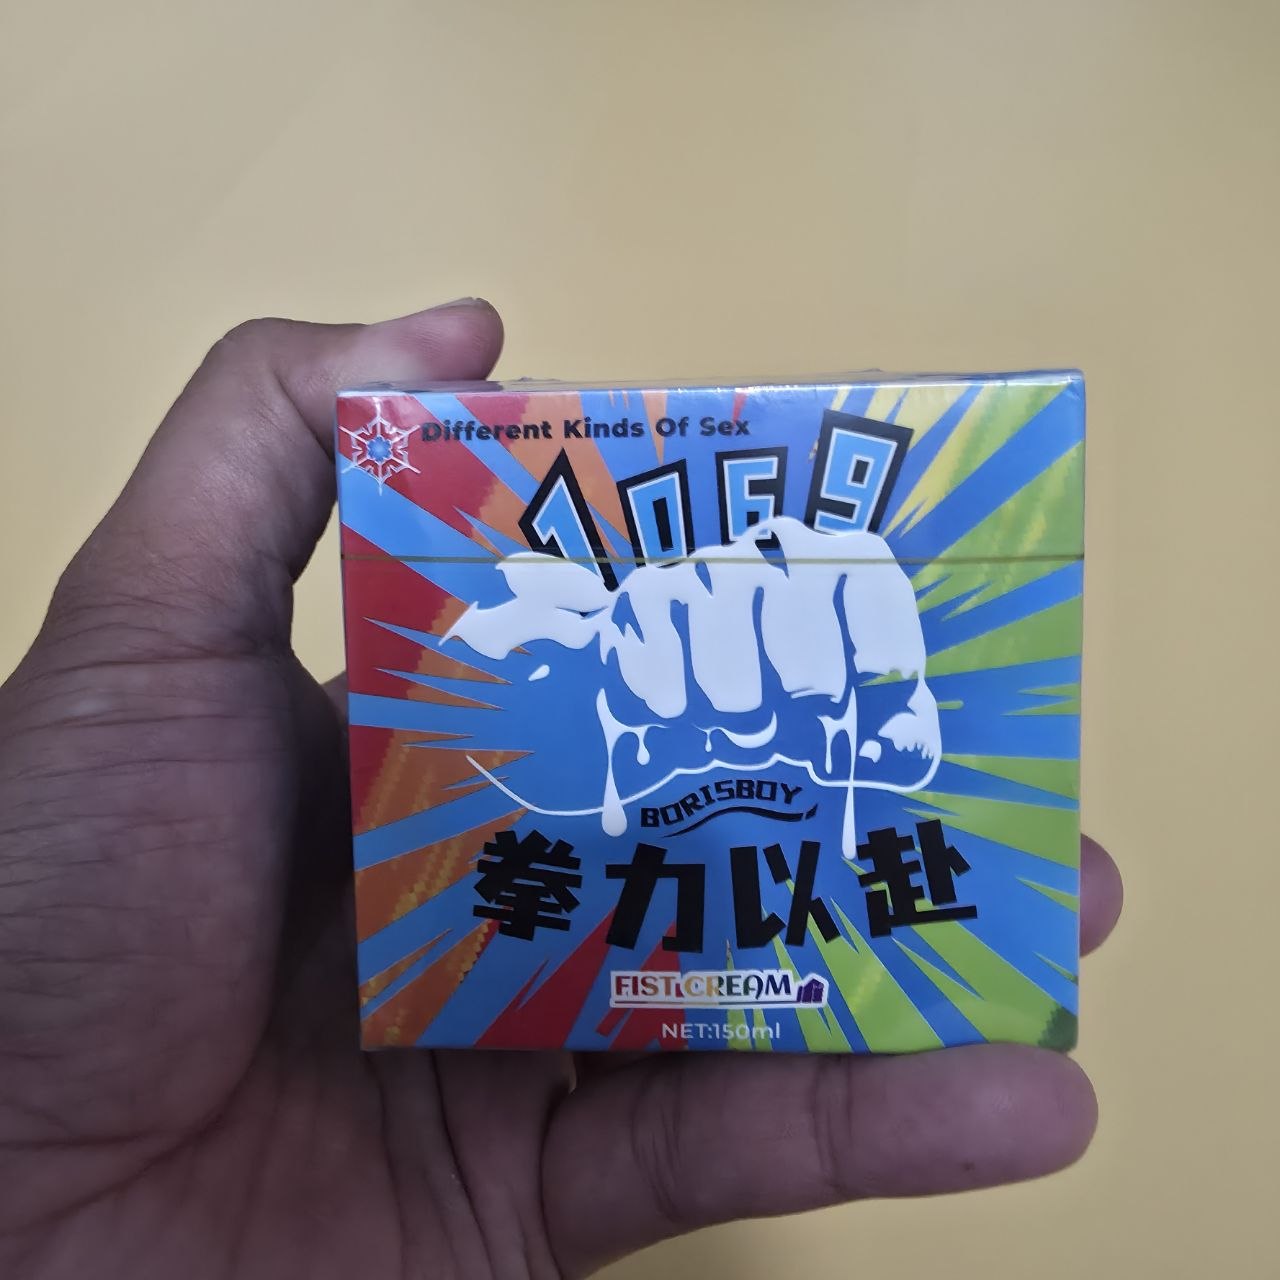 Different Kinds Of Sex
1069
BORISBOY
拳力以赴
FIST CREAM
NET:150ml